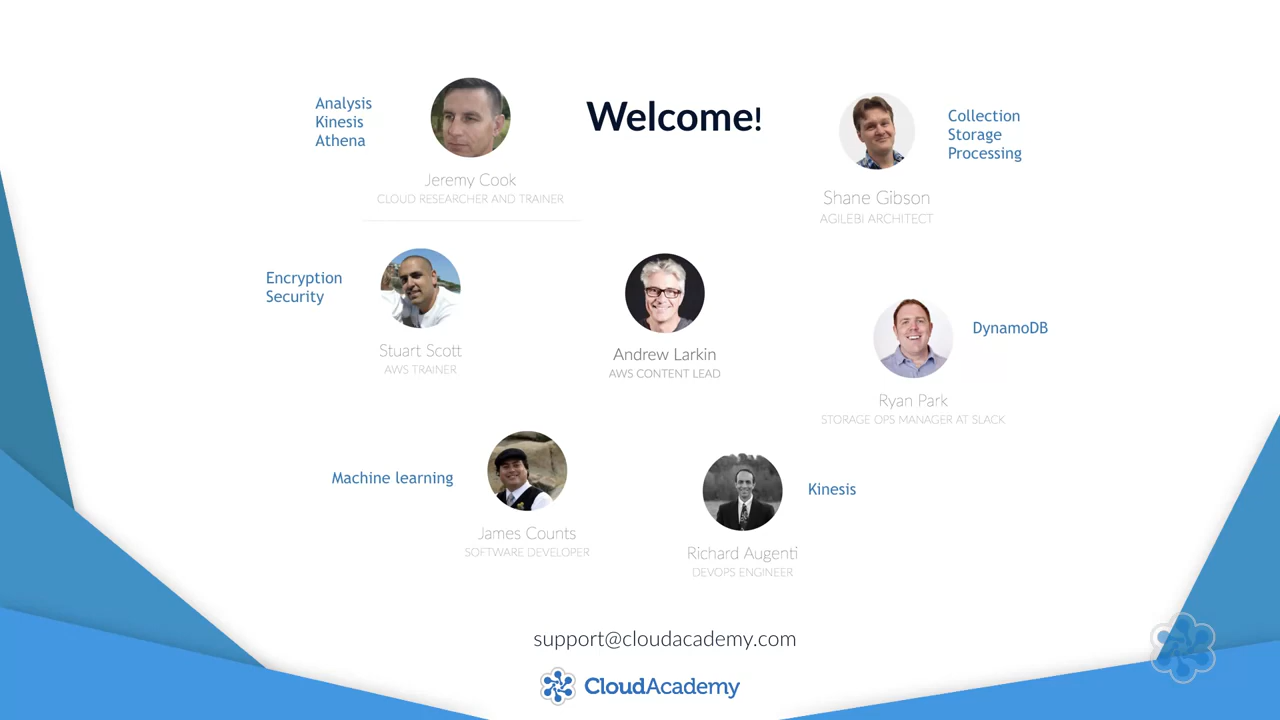 Welcome!
Analysis
Kinesis
Athena
Jeremy Cook
CLOUD RESEARCHER AND TRAINER
Collection
Storage
Processing
Shane Gibson
AGILEBI ARCHITECT
Encryption
Security
Stuart Scott
AWS TRAINER
Andrew Larkin
AWS CONTENT LEAD
DynamoDB
Ryan Park
STORAGE OPS MANAGER AT SLACK
Machine learning
James Counts
SOFTWARE DEVELOPER
Kinesis
Richard Augenti
DEVOPS ENGINEER
support@cloudacademy.com
CloudAcademy